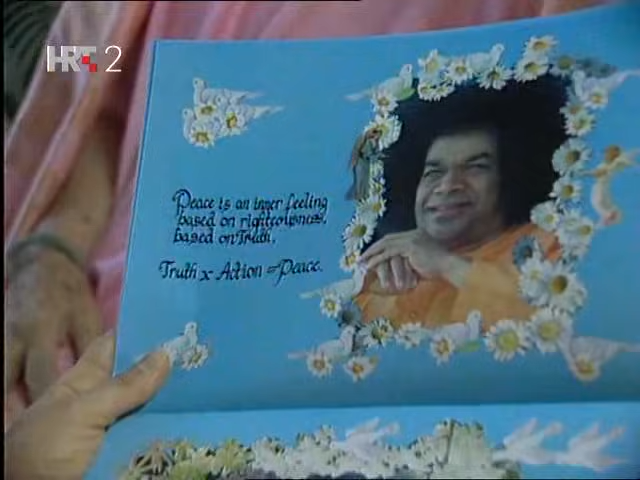 HRT 2
Peace is an inner feeling
based on righteousness,
based on Truth.
Truth x Action = Peace.